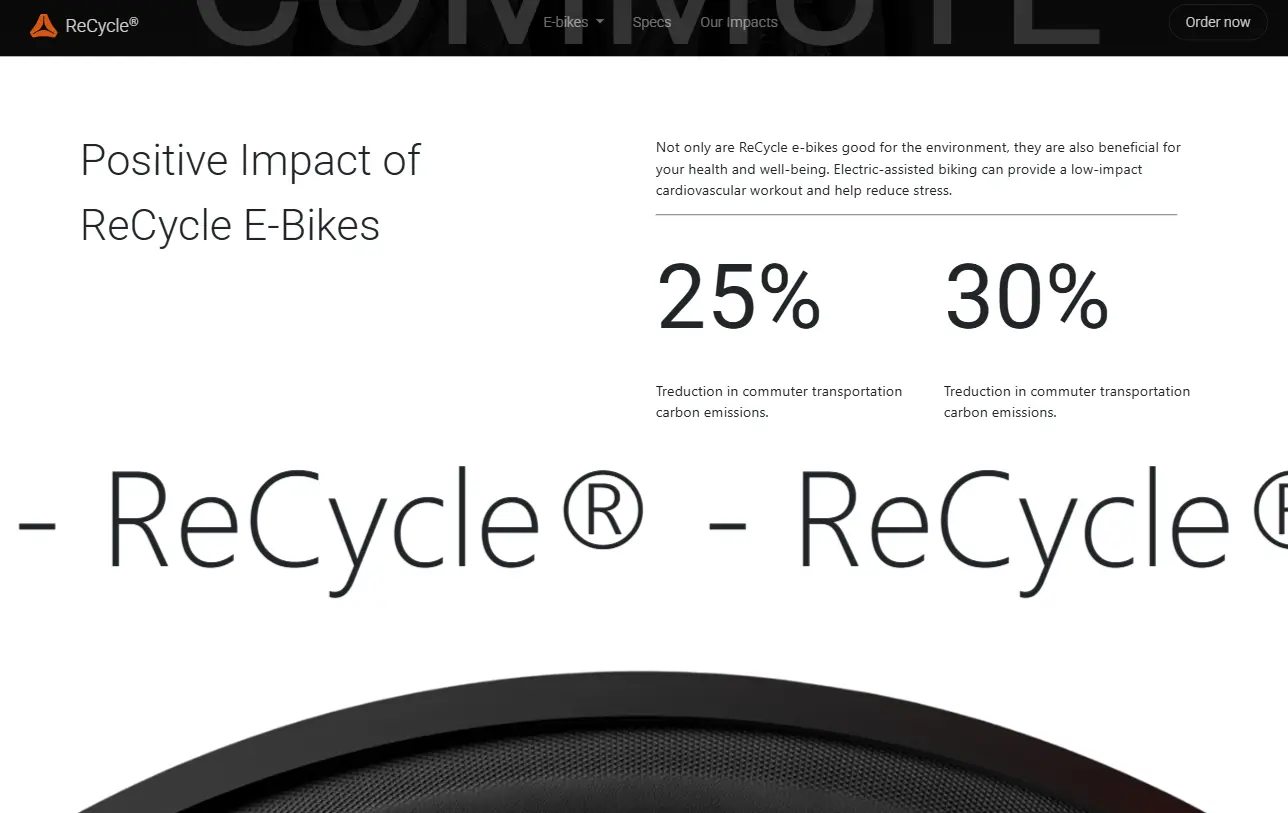 COMMUTE
ReCycle®
E-bikes
Specs
Our Impacts
Order now
Positive Impact of
ReCycle E-Bikes
Not only are ReCycle e-bikes good for the environment, they are also beneficial for
your health and well-being. Electric-assisted biking can provide a low-impact
cardiovascular workout and help reduce stress.
25%
30%
Treduction in commuter transportation
carbon emissions.
Treduction in commuter transportation
carbon emissions.
- ReCycle® - ReCycle®